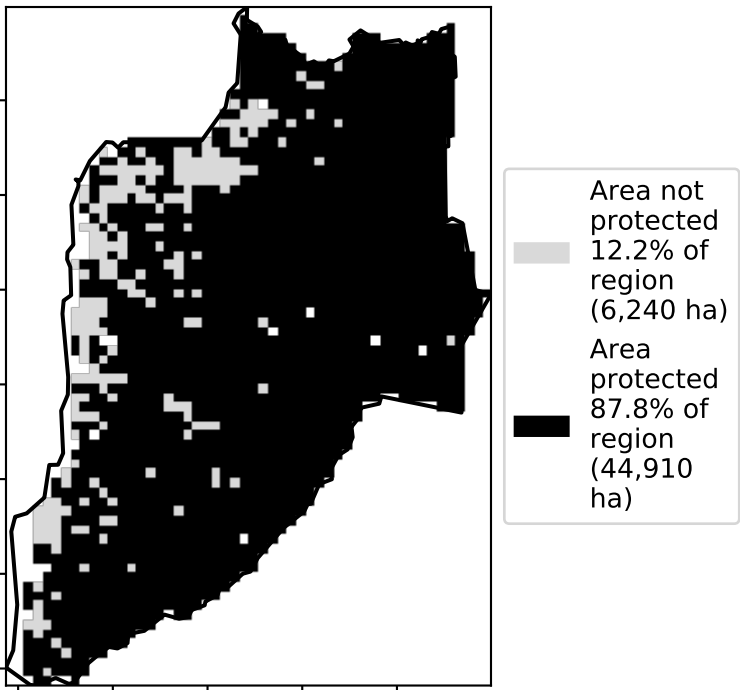 Area not
protected
12.2% of
region
(6,240 ha)
Area
protected
87.8% of
region
(44,910
ha)